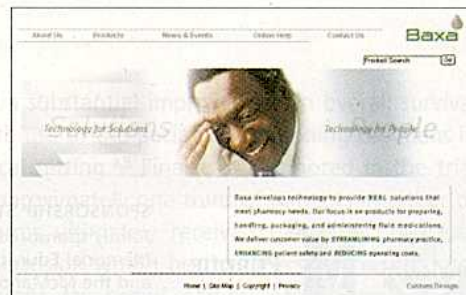 About Us Products News & Events Online Help Contact Us Baxa
Product Search Go
Technology for Solutions Technology for People
Baxa develops technology to provide REAL solutions that
meet pharmacy needs. Our focus is on products for preparing,
handling, packaging, and administering fluid medications.
We deliver customer value by STREAMLINING pharmacy practice,
ENHANCING patient safety and REDUCING operating costs.
Home | Site Map | Copyright | Privacy